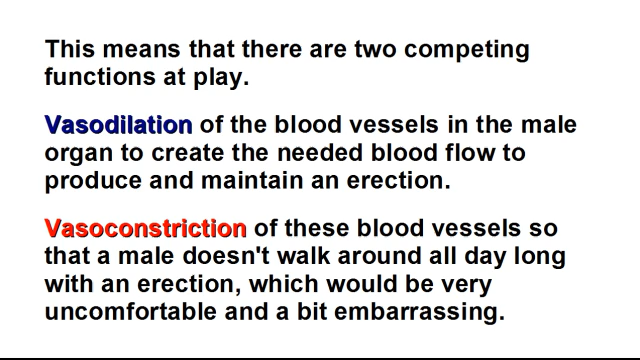 This means that there are two competing
functions at play.
Vasodilation of the blood vessels in the male
organ to create the needed blood flow to
produce and maintain an erection.
Vasoconstriction of these blood vessels so
that a male doesn't walk around all day long
with an erection, which would be very
uncomfortable and a bit embarrassing.